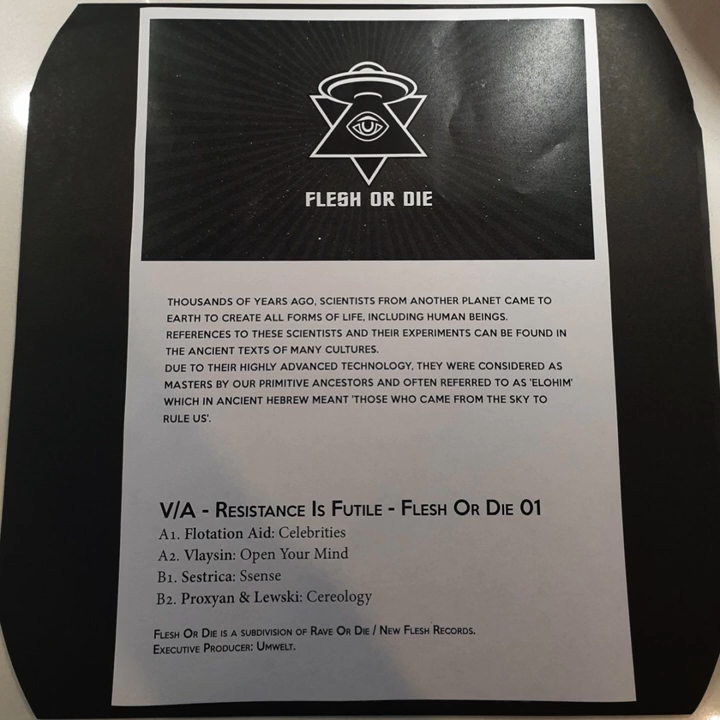 FLESH OR DIE
THOUSANDS OF YEARS AGO, SCIENTISTS FROM ANOTHER PLANET CAME TO
EARTH TO CREATE ALL FORMS OF LIFE, INCLUDING HUMAN BEINGS.
REFERENCES TO THESE SCIENTISTS AND THEIR EXPERIMENTS CAN BE FOUND IN
THE ANCIENT TEXTS OF MANY CULTURES.
DUE TO THEIR HIGHLY ADVANCED TECHNOLOGY, THEY WERE CONSIDERED AS
MASTERS BY OUR PRIMITIVE ANCESTORS AND OFTEN REFERRED TO AS 'ELOHIM'
WHICH IN ANCIENT HEBREW MEANT 'THOSE WHO CAME FROM THE SKY TO
RULE US'.
V/A - Resistance Is Futile - Flesh Or Die 01
A1. Flotation Aid: Celebrities
A2. Vlaysin: Open Your Mind
B1. Sestrica: Ssense
B2. Proxyan & Lewski: Cereology
Flesh Or Die is a subdivision of Rave Or Die / New Flesh Records.
Executive Producer: Umwelt.